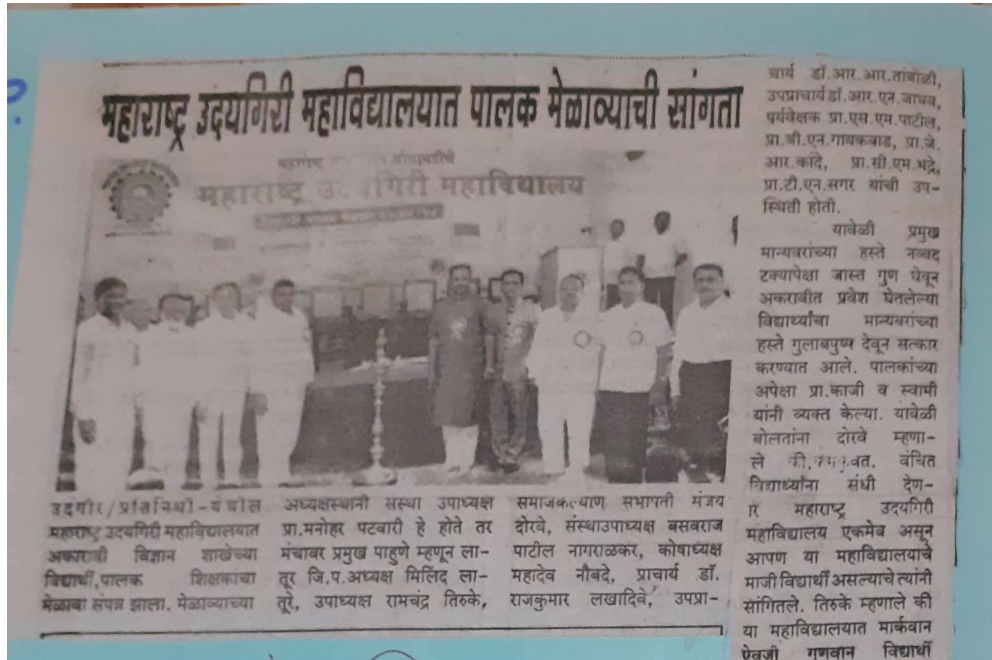 महाराष्ट्र उदयगिरी महाविद्यालयात पालक मेळाव्याची सांगता
महाराष्ट्र उदयगिरी महाविद्यालय
उदगीर/प्रतिनिधी-येथील
महाराष्ट्र उदयगिरी महाविद्यालयात
अकरावी विज्ञान शाखेच्या
विद्यार्थी,पालक शिक्षकांचा
मेळावा संपन्न झाला. मेळाव्याच्या
अध्यक्षस्थानी संस्था उपाध्यक्ष
प्रा.मनोहर पटवारी हे होते तर
मंचावर प्रमुख पाहुणे म्हणून ला-
तूर जि.प.अध्यक्ष मिलिंद ला-
तूरे, उपाध्यक्ष रामचंद्र तिरुके,
समाजकल्याण सभापती संजय
दोरवे, संस्थाउपाध्यक्ष बसवराज
पाटील नागराळकर, कोषाध्यक्ष
महादेव नौबदे, प्राचार्य डॉ.
राजकुमार लखादिवे, उपप्रा-
चार्य डॉ.आर.आर.तांबोळी,
उपप्राचार्य डॉ.आर.एन.जाधव,
पर्यवेक्षक प्रा.एस.एम.पाटील,
प्रा.बी.एन.गायकवाड, प्रा.जे.
आर.कांदे, प्रा.सी.एम.भद्रे,
प्रा.टी.एन.सगर यांची उप-
स्थिती होती.
यावेळी प्रमुख
मान्यवरांच्या हस्ते नव्वद
टक्यापेक्षा जास्त गुण घेवून
अकरावीत प्रवेश घेतलेल्या
विद्यार्थ्यांचा मान्यवरांच्या
हस्ते गुलाबपुष्प देवून सत्कार
करण्यात आले. पालकांच्या
अपेक्षा प्रा.काजी व स्वामी
यांनी व्यक्त केल्या. यावेळी
बोलतांना दोरवे म्हणा-
ले की, वंचित
विद्यार्थ्यांना संधी देण-
ार महाराष्ट्र उदयगिरी
महाविद्यालय एकमेव असून
आपण या महाविद्यालयाचे
माजी विद्यार्थी असल्याचे त्यांनी
सांगितले. तिरुके म्हणाले की
या महाविद्यालयात मार्कवान
ऐवजी गुणवान विद्यार्थी